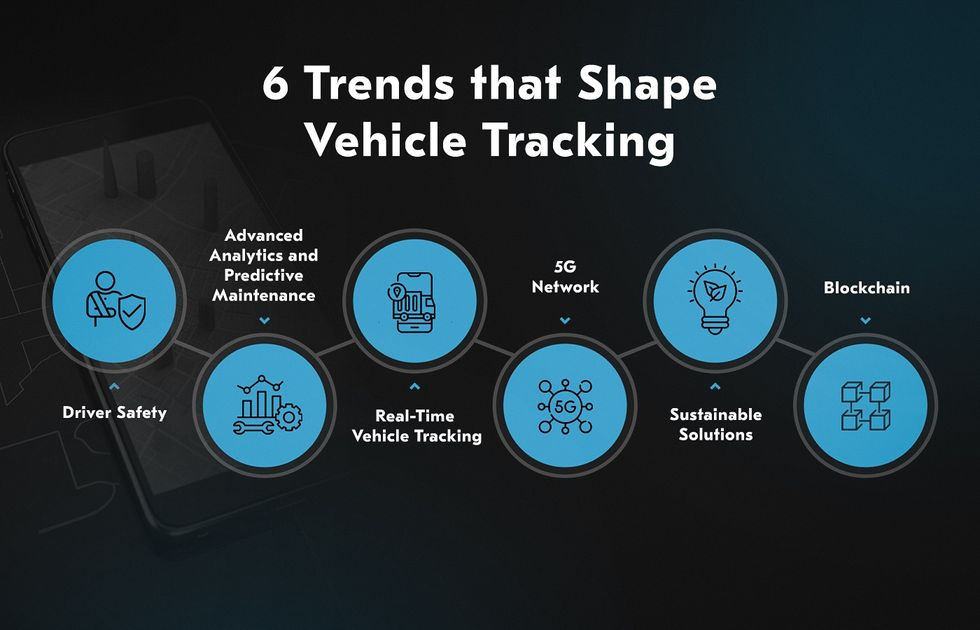 6 Trends that Shape
Vehicle Tracking
Driver Safety
Advanced
Analytics and
Predictive
Maintenance
Real-Time
Vehicle Tracking
5G
Network
5G
Sustainable
Solutions
Blockchain